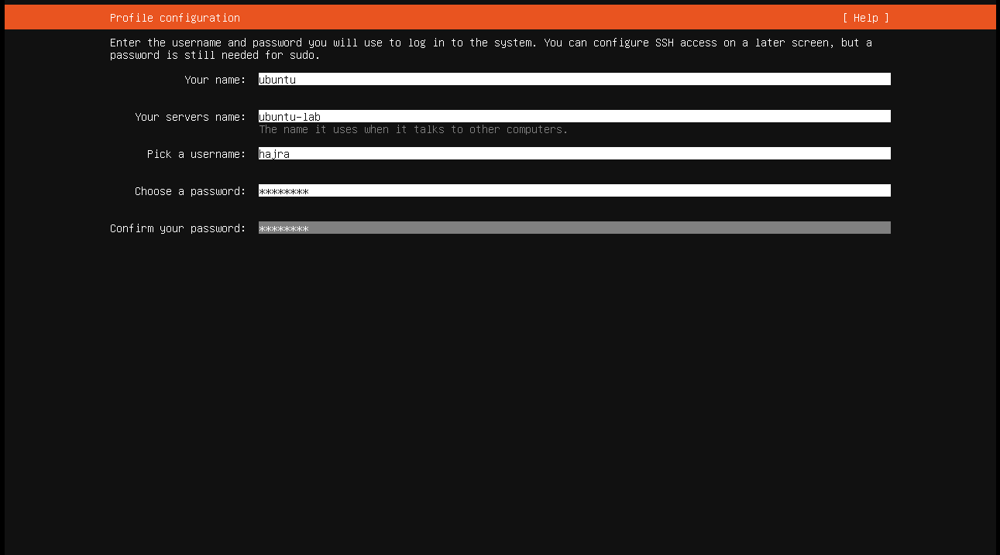 Profile configuration [ Help ]
Enter the username and password you will use to log in to the system. You can configure SSH access on a later screen, but a
password is still needed for sudo.
Your name: ubuntu
Your servers name: ubuntu-lab
The name it uses when it talks to other computers.
Pick a username: hajra
Choose a password: ********
Confirm your password: ********